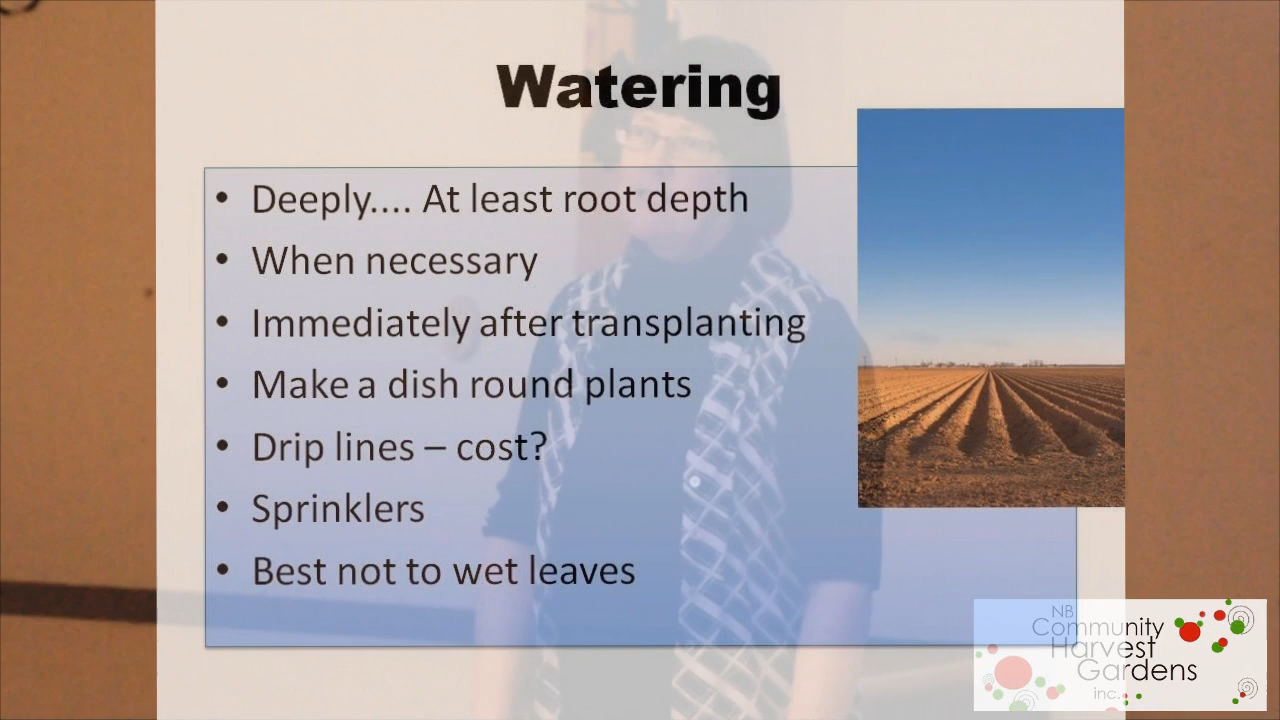 Watering
• Deeply.... At least root depth
• When necessary
• Immediately after transplanting
• Make a dish round plants
• Drip lines – cost?
• Sprinklers
• Best not to wet leaves
NB
Community
Harvest
Gardens
inc.